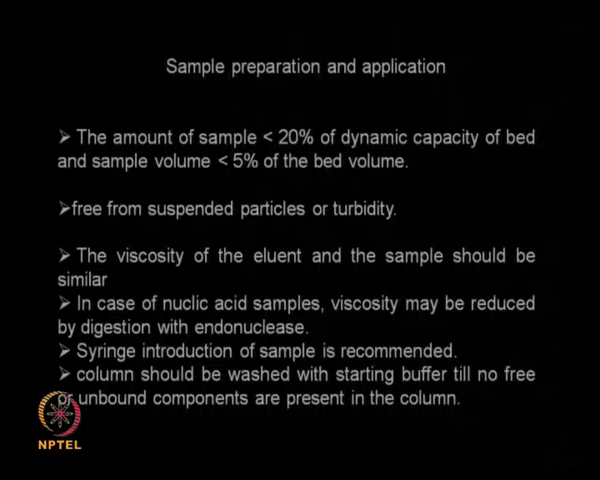 Sample preparation and application
➢ The amount of sample < 20% of dynamic capacity of bed
and sample volume < 5% of the bed volume.
➢free from suspended particles or turbidity.
➢ The viscosity of the eluent and the sample should be
similar
➢ In case of nuclic acid samples, viscosity may be reduced
by digestion with endonuclease.
➢ Syringe introduction of sample is recommended.
➢ column should be washed with starting buffer till no free
or unbound components are present in the column.
NPTEL